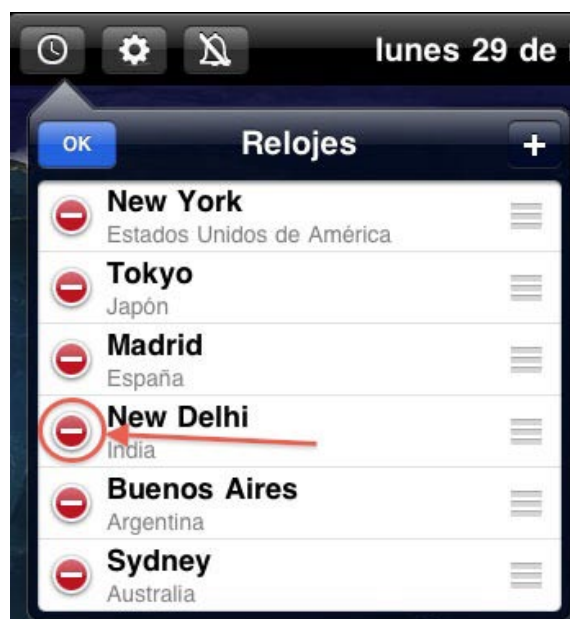 lunes 29 de
OK Relojes +
New York
Estados Unidos de América
Tokyo
Japón
Madrid
España
New Delhi
India
Buenos Aires
Argentina
Sydney
Australia